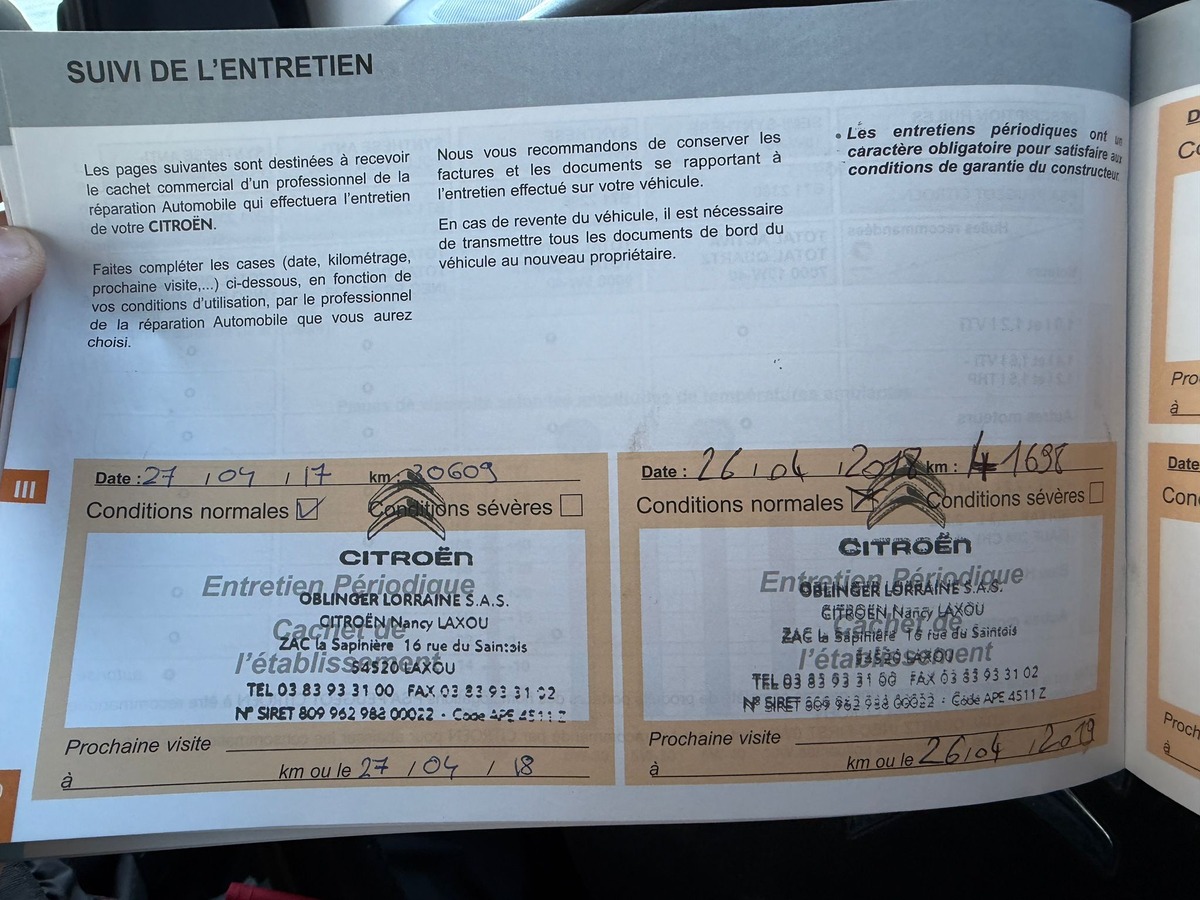 SUIVI DE L'ENTRETIEN
Les pages suivantes sont destinées à recevoir
le cachet commercial d'un professionnel de la
réparation Automobile qui effectuera l'entretien
de votre CITROËN.
Faites compléter les cases (date, kilométrage,
prochaine visite,...) ci-dessous, en fonction de
vos conditions d'utilisation, par le professionnel
de la réparation Automobile que vous aurez
choisi.
Nous vous recommandons de conserver les
factures et les documents se rapportant à
l'entretien effectué sur votre véhicule.
En cas de revente du véhicule, il est nécessaire
de transmettre tous les documents de bord du
véhicule au nouveau propriétaire.
• Les entretiens périodiques ont un
caractère obligatoire pour satisfaire aux
conditions de garantie du constructeur.
III
Date : 27 / 04 / 17 km : 20609
Conditions normales Conditions sévères
CITROËN
Entretien Périodique
OBLINGER LORRAINE S.A.S.
CITROËN Nancy LAXOU
Cachet de
ZAC la Sapinière 16 rue du Saintois
l'établissement
54520 LAXOU
TEL 03 83 93 31 00 FAX 03 83 93 31 02
N° SIRET 809 962 983 00022 - Code APE 4511 Z
Prochaine visite
à km ou le 27 / 04 / 18
Date : 26 / 04 / 2018 km : 41698
Conditions normales Conditions sévères
CITROËN
Entretien Périodique
OBLINGER LORRAINE S.A.S.
CITROËN Nancy LAXOU
Cachet de
ZAC la Sapinière 16 rue du Saintois
l'établissement
54520 LAXOU
TEL 03 83 93 31 00 FAX 03 83 93 31 02
N° SIRET 809 962 983 00022 - Code APE 4511 Z
Prochaine visite
à km ou le 26 / 04 / 2019
à
Date
à